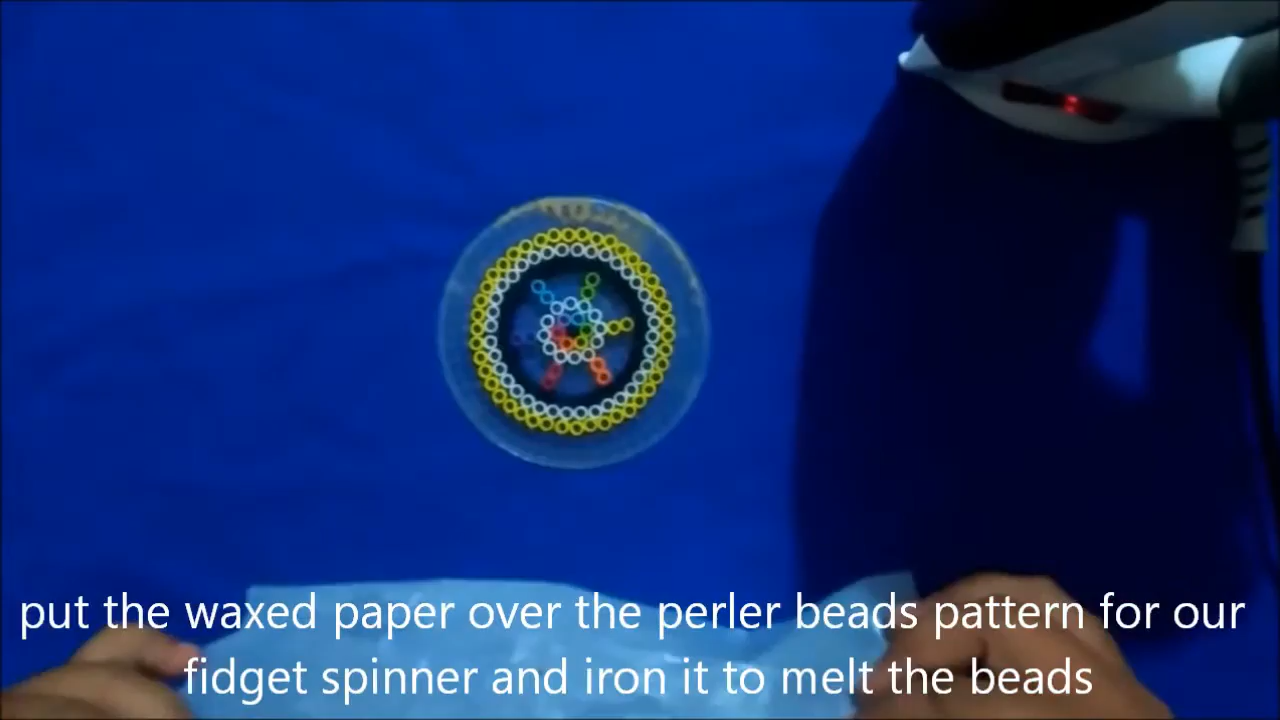 put the waxed paper over the perler beads pattern for our
fidget spinner and iron it to melt the beads